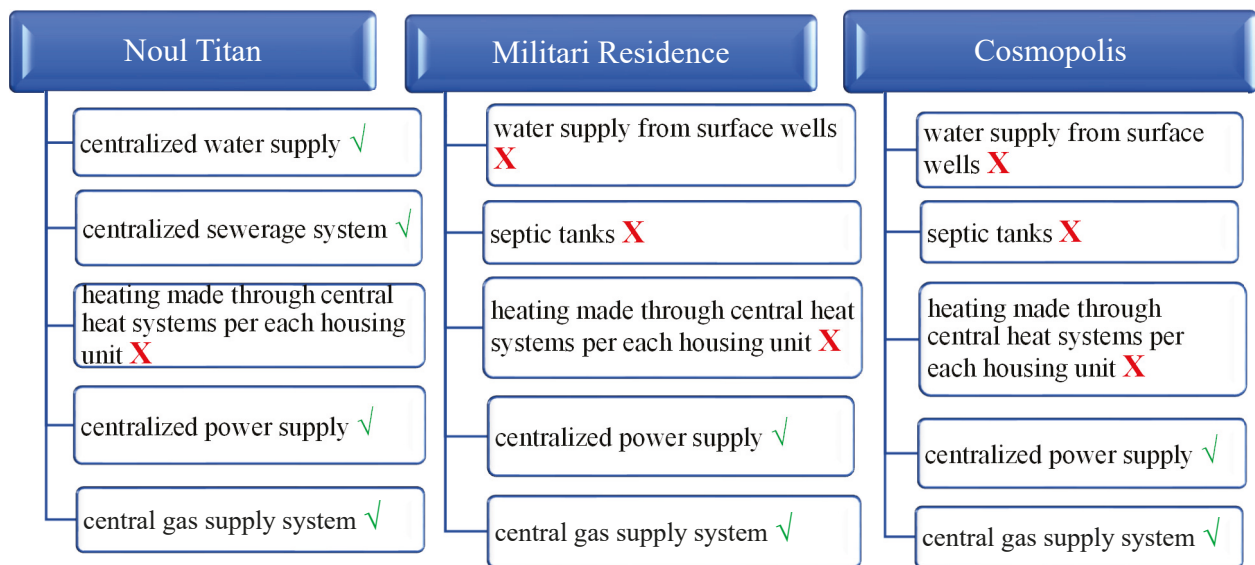 Noul Titan
centralized water supply √
centralized sewerage system √
heating made through central
heat systems per each housing
unit X
centralized power supply √
central gas supply system √
Militari Residence
water supply from surface wells
X
septic tanks X
heating made through central heat
systems per each housing unit X
centralized power supply √
central gas supply system √
Cosmopolis
water supply from surface
wells X
septic tanks X
heating made through
central heat systems per
each housing unit X
centralized power supply √
central gas supply system √